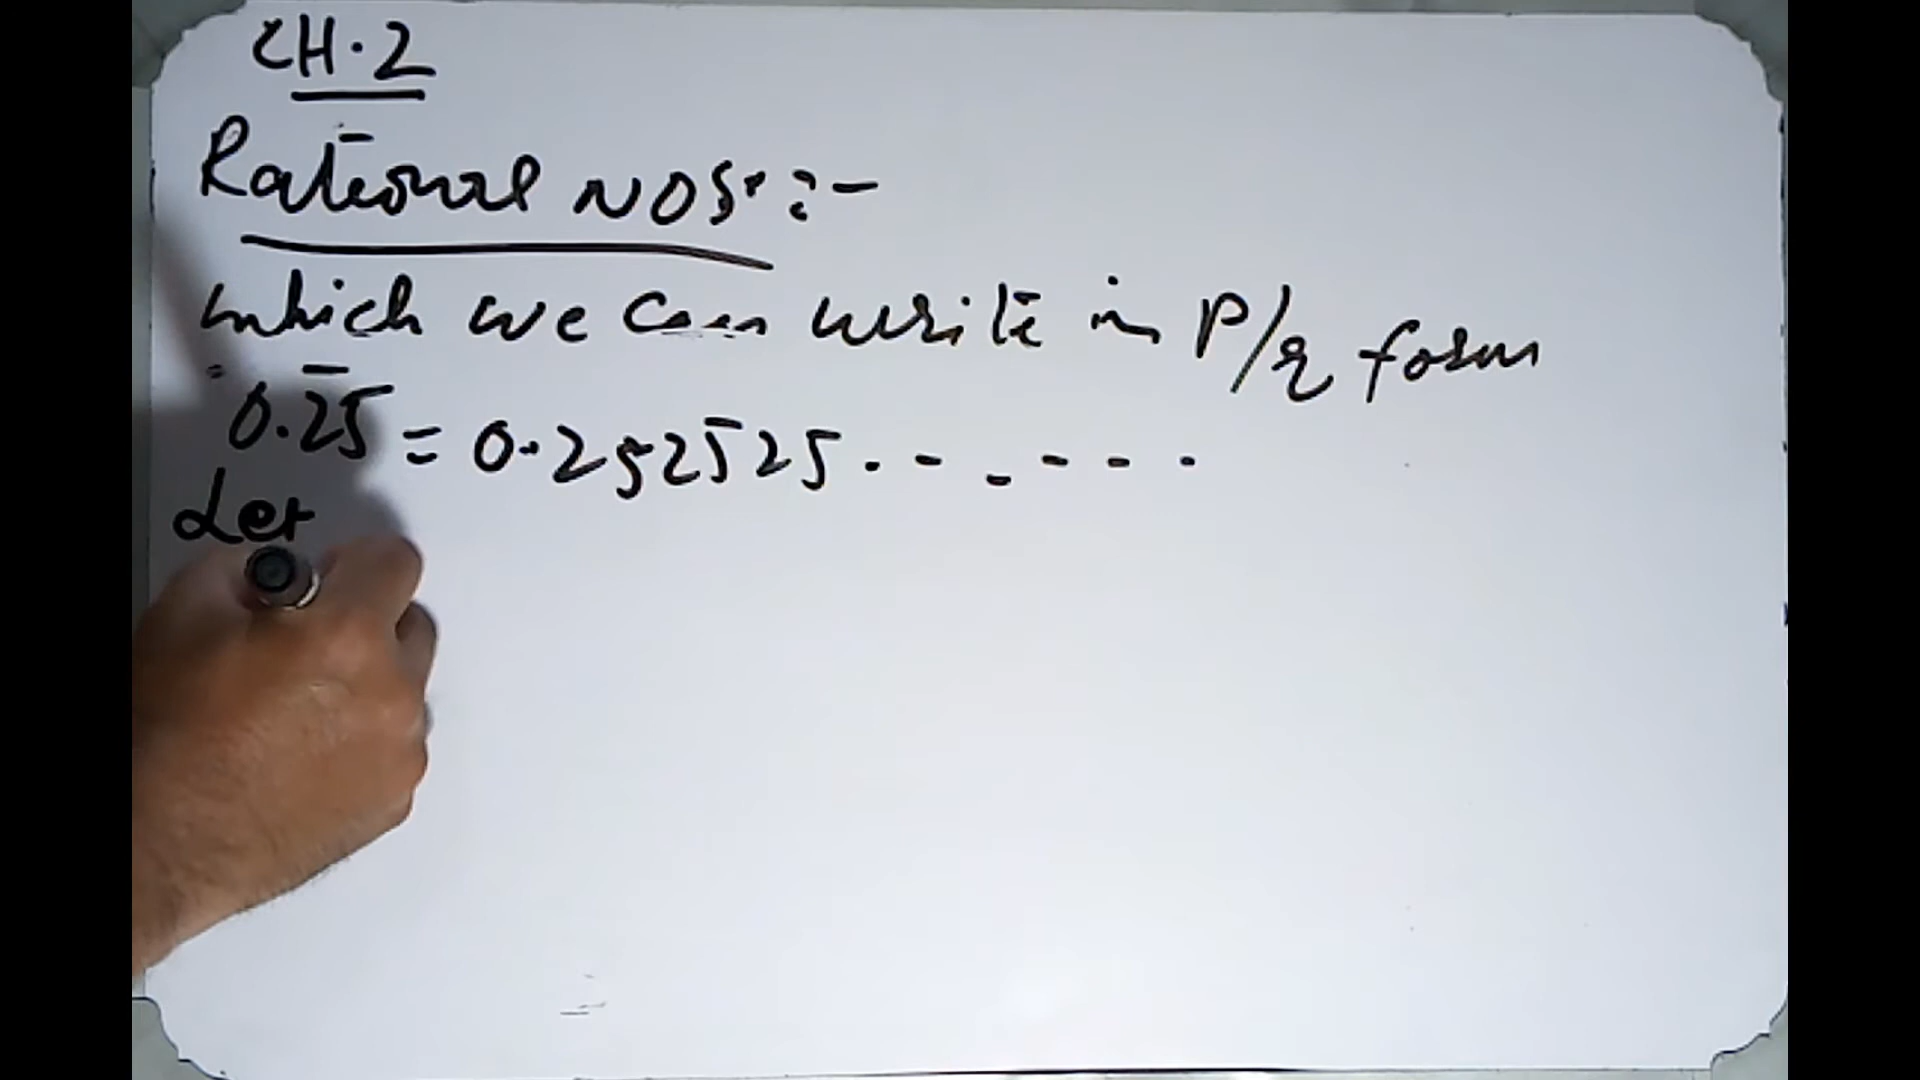 CH.2
Rational NOS. :-
which we can write in P/q form
0.2̅5̅ = 0.252525.......
Let